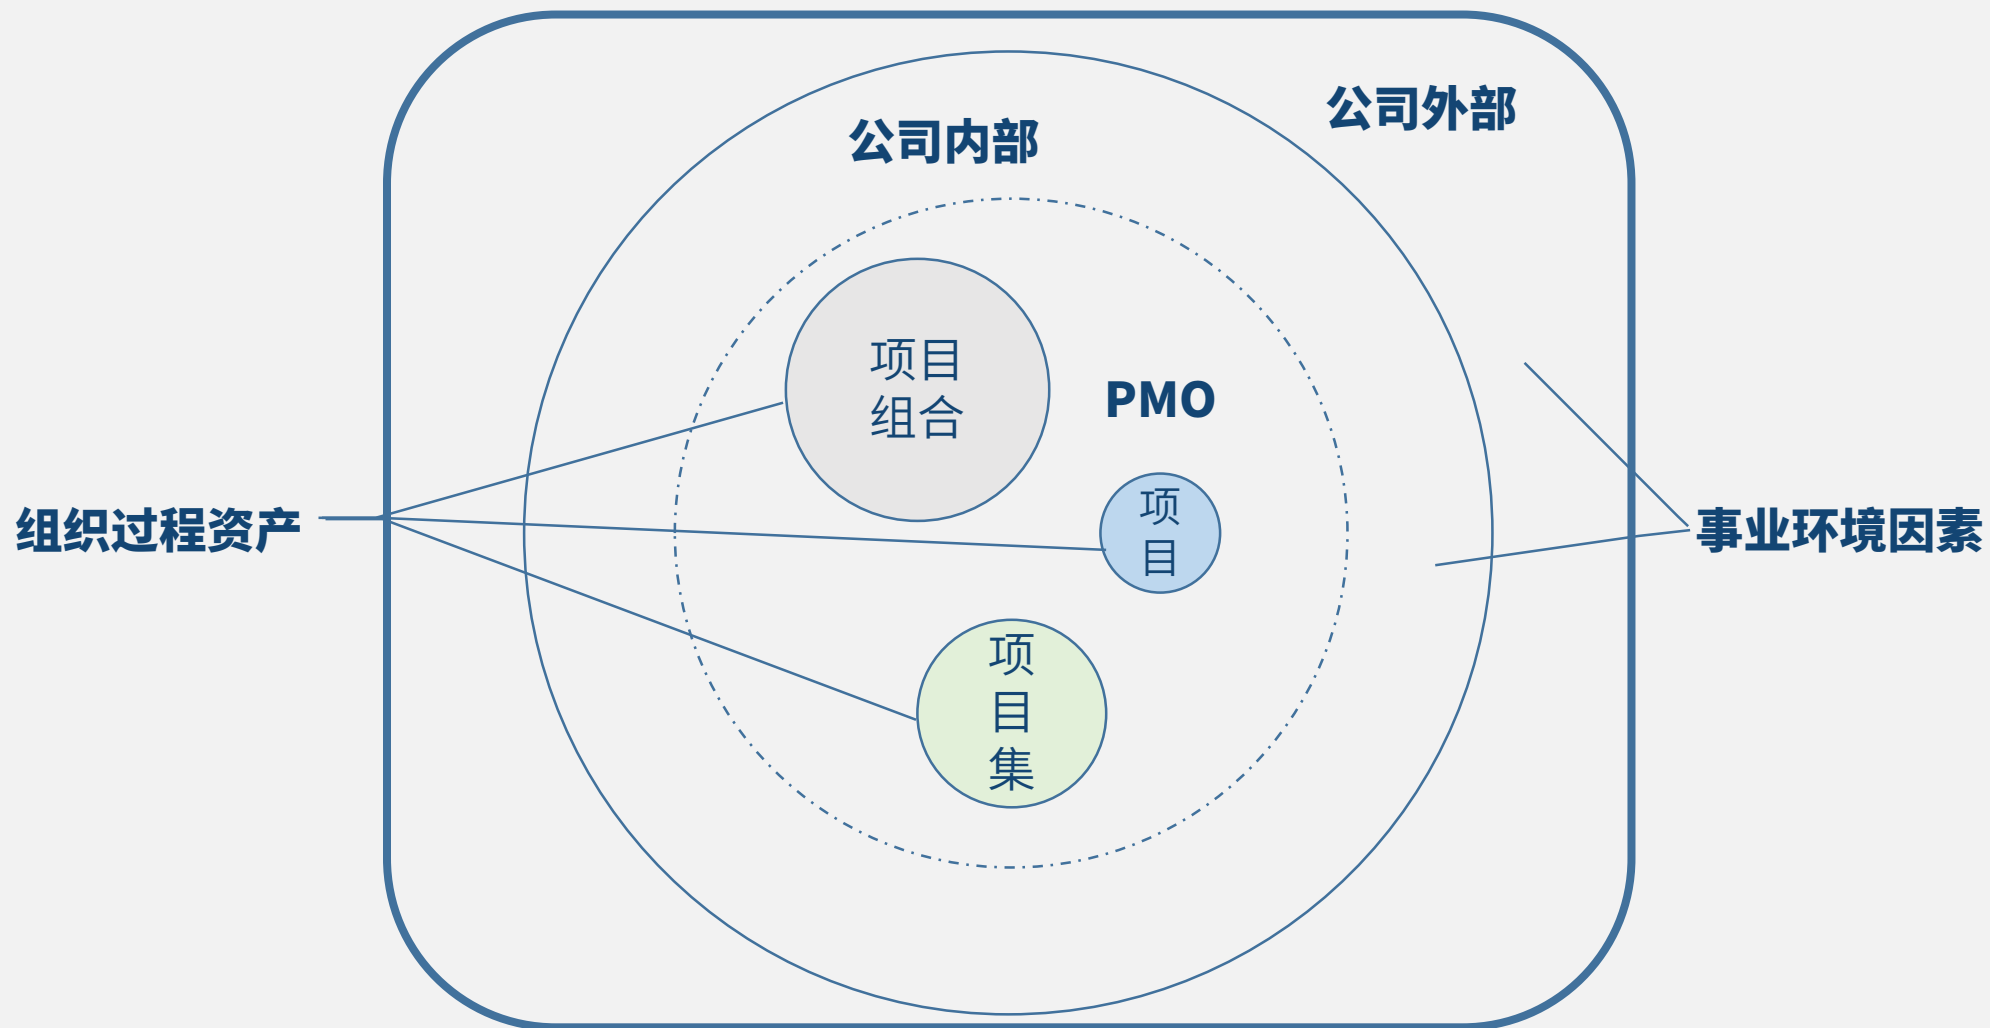 公司外部
公司内部
项目
组合
PMO
项
目
组织过程资产
事业环境因素
项
目
集